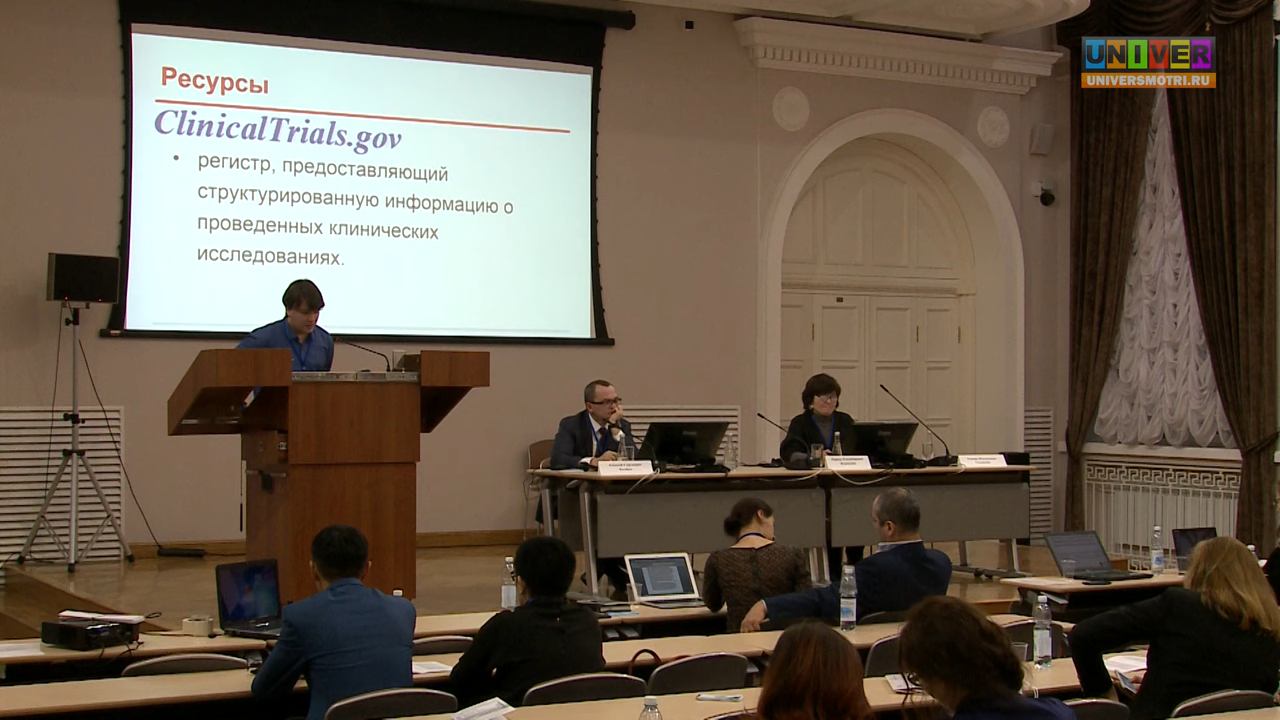 Ресурсы
ClinicalTrials.gov
• регистр, предоставляющий
структурированную информацию о
проведенных клинических
исследованиях.
UNIVER
UNIVERSMOTRI.RU